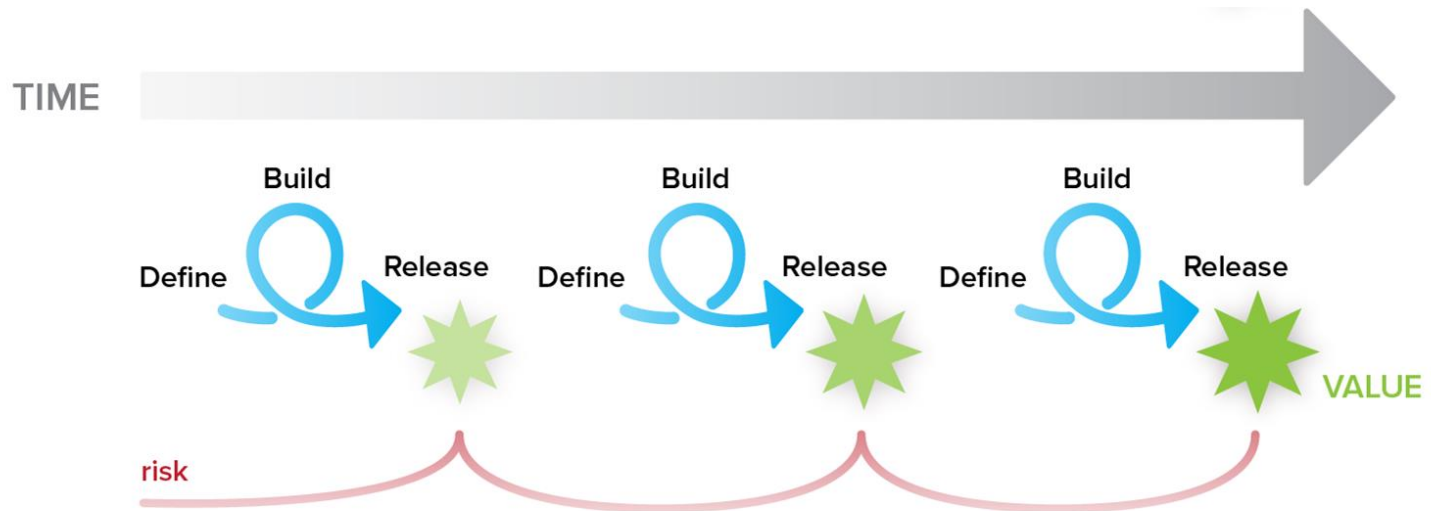 TIME
Build
Build
Build
Define
Release
Define
Release
Define
Release
VALUE
risk